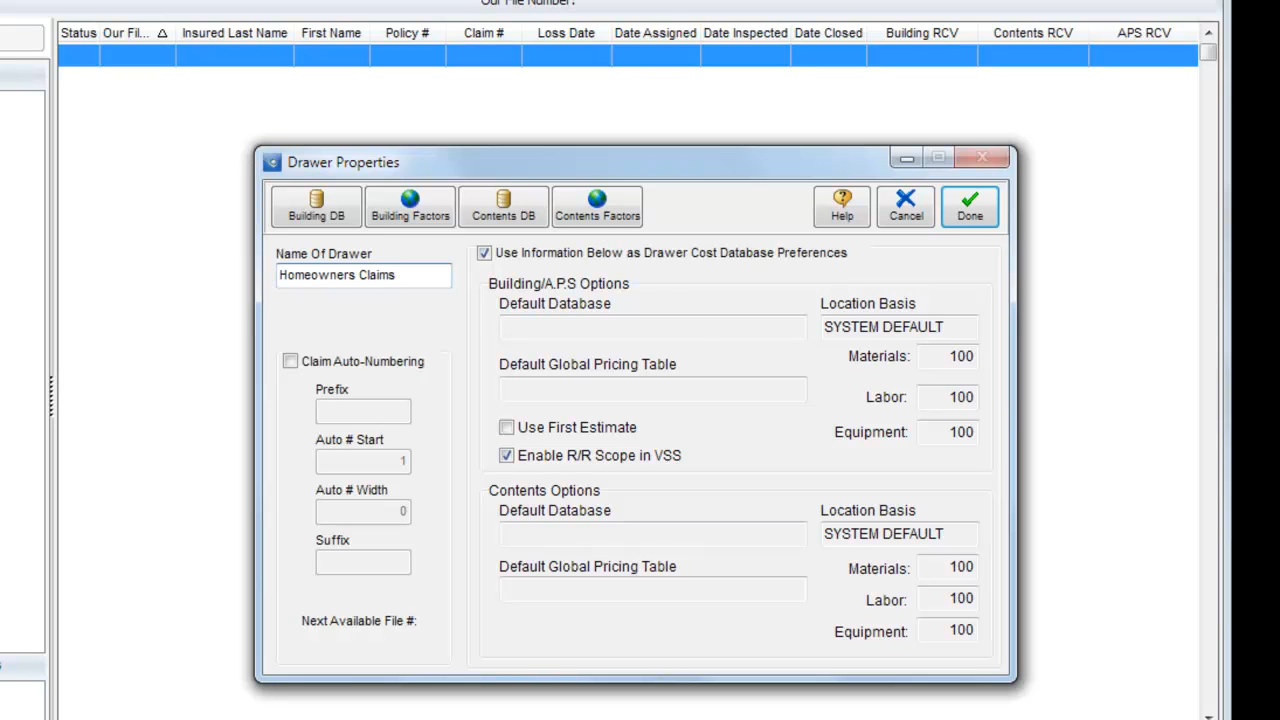 Our File Number:
Status Our Fil... Insured Last Name First Name Policy # Claim # Loss Date Date Assigned Date Inspected Date Closed Building RCV Contents RCV APS RCV
Drawer Properties
Building DB Building Factors Contents DB Contents Factors Help Cancel Done
Name Of Drawer
Homeowners Claims
Claim Auto-Numbering
Prefix
Auto # Start
1
Auto # Width
0
Suffix
Next Available File #:
Use Information Below as Drawer Cost Database Preferences
Building/A.P.S Options
Default Database Location Basis
SYSTEM DEFAULT
Materials: 100
Default Global Pricing Table
Labor: 100
Use First Estimate
Equipment: 100
Enable R/R Scope in VSS
Contents Options
Default Database Location Basis
SYSTEM DEFAULT
Default Global Pricing Table
Materials: 100
Labor: 100
Equipment: 100